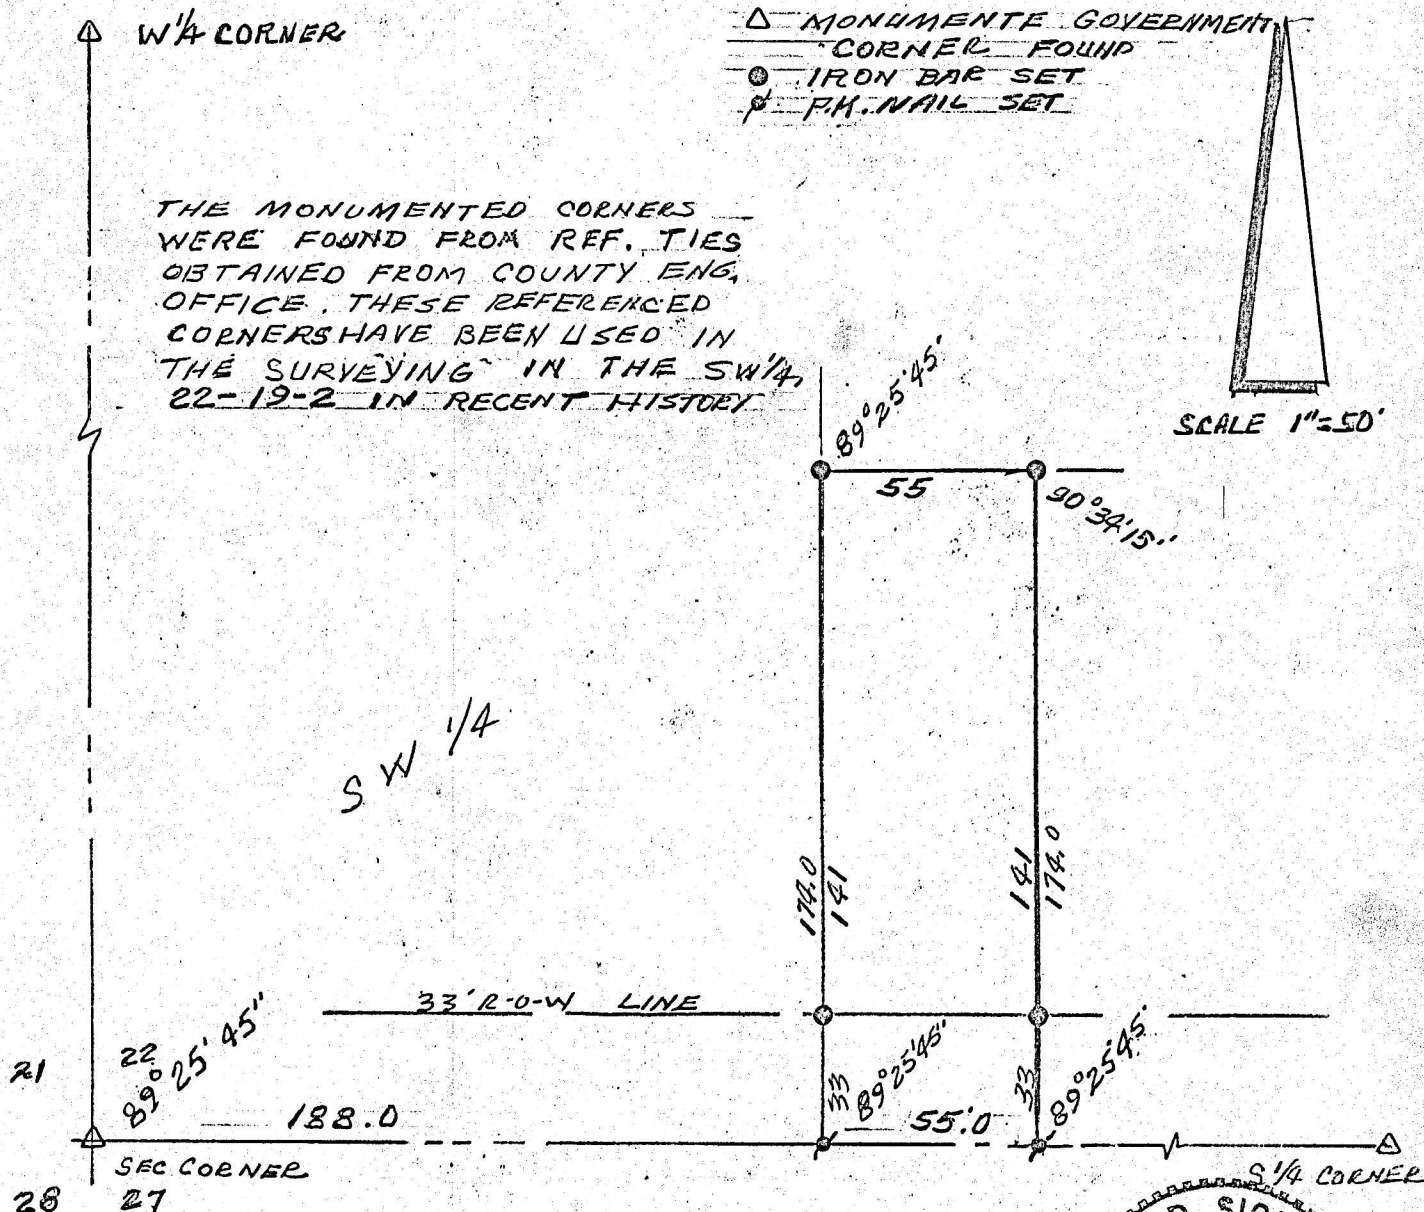 W 1/4 CORNER
△ MONUMENTE GOVERNMENT
CORNER FOUND
IRON BAR SET
P.K. NAIL SET
THE MONUMENTED CORNERS
WERE FOUND FROM REF. TIES
OBTAINED FROM COUNTY ENG,
OFFICE. THESE REFERENCED
CORNERS HAVE BEEN USED IN
THE SURVEYING IN THE SW 1/4,
22-19-2 IN RECENT HISTORY
SCALE 1"=50'
89°25'45'
55
90°34'15"
SW 1/4
174.0
141
141
174.0
33' R-O-W LINE
21
22
89°25'45"
188.0
33
89°25'45"
55.0
33
89°25'45'
SEC CORNER
S 1/4 CORNER
28
27